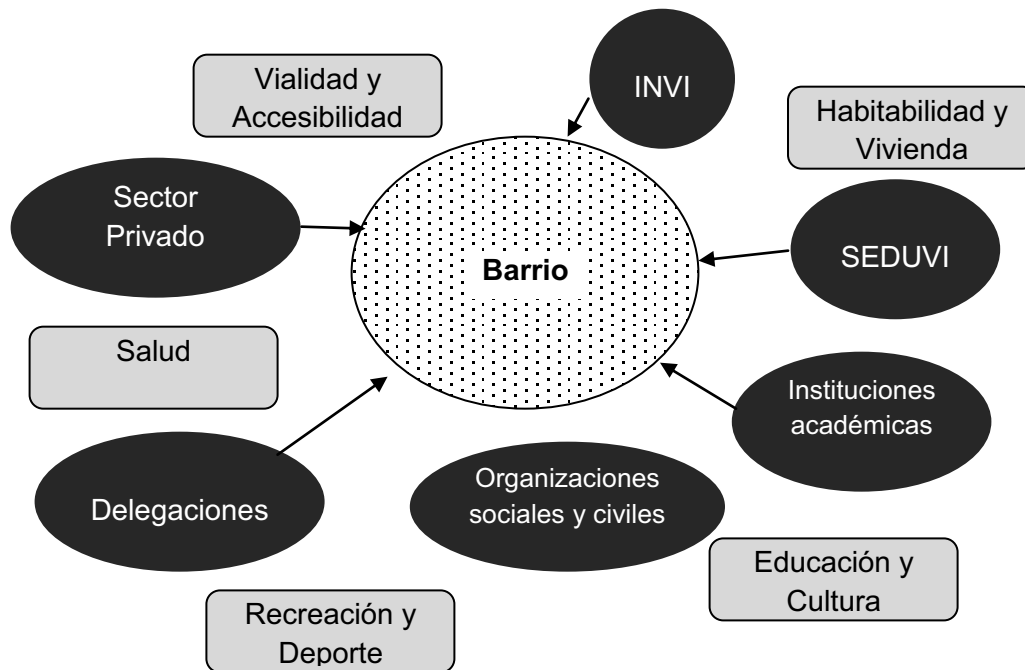 Vialidad y
Accesibilidad
INVI
Habitabilidad y
Vivienda
Sector
Privado
Barrio
SEDUVI
Salud
Instituciones
académicas
Delegaciones
Organizaciones
sociales y civiles
Educación y
Cultura
Recreación y
Deporte